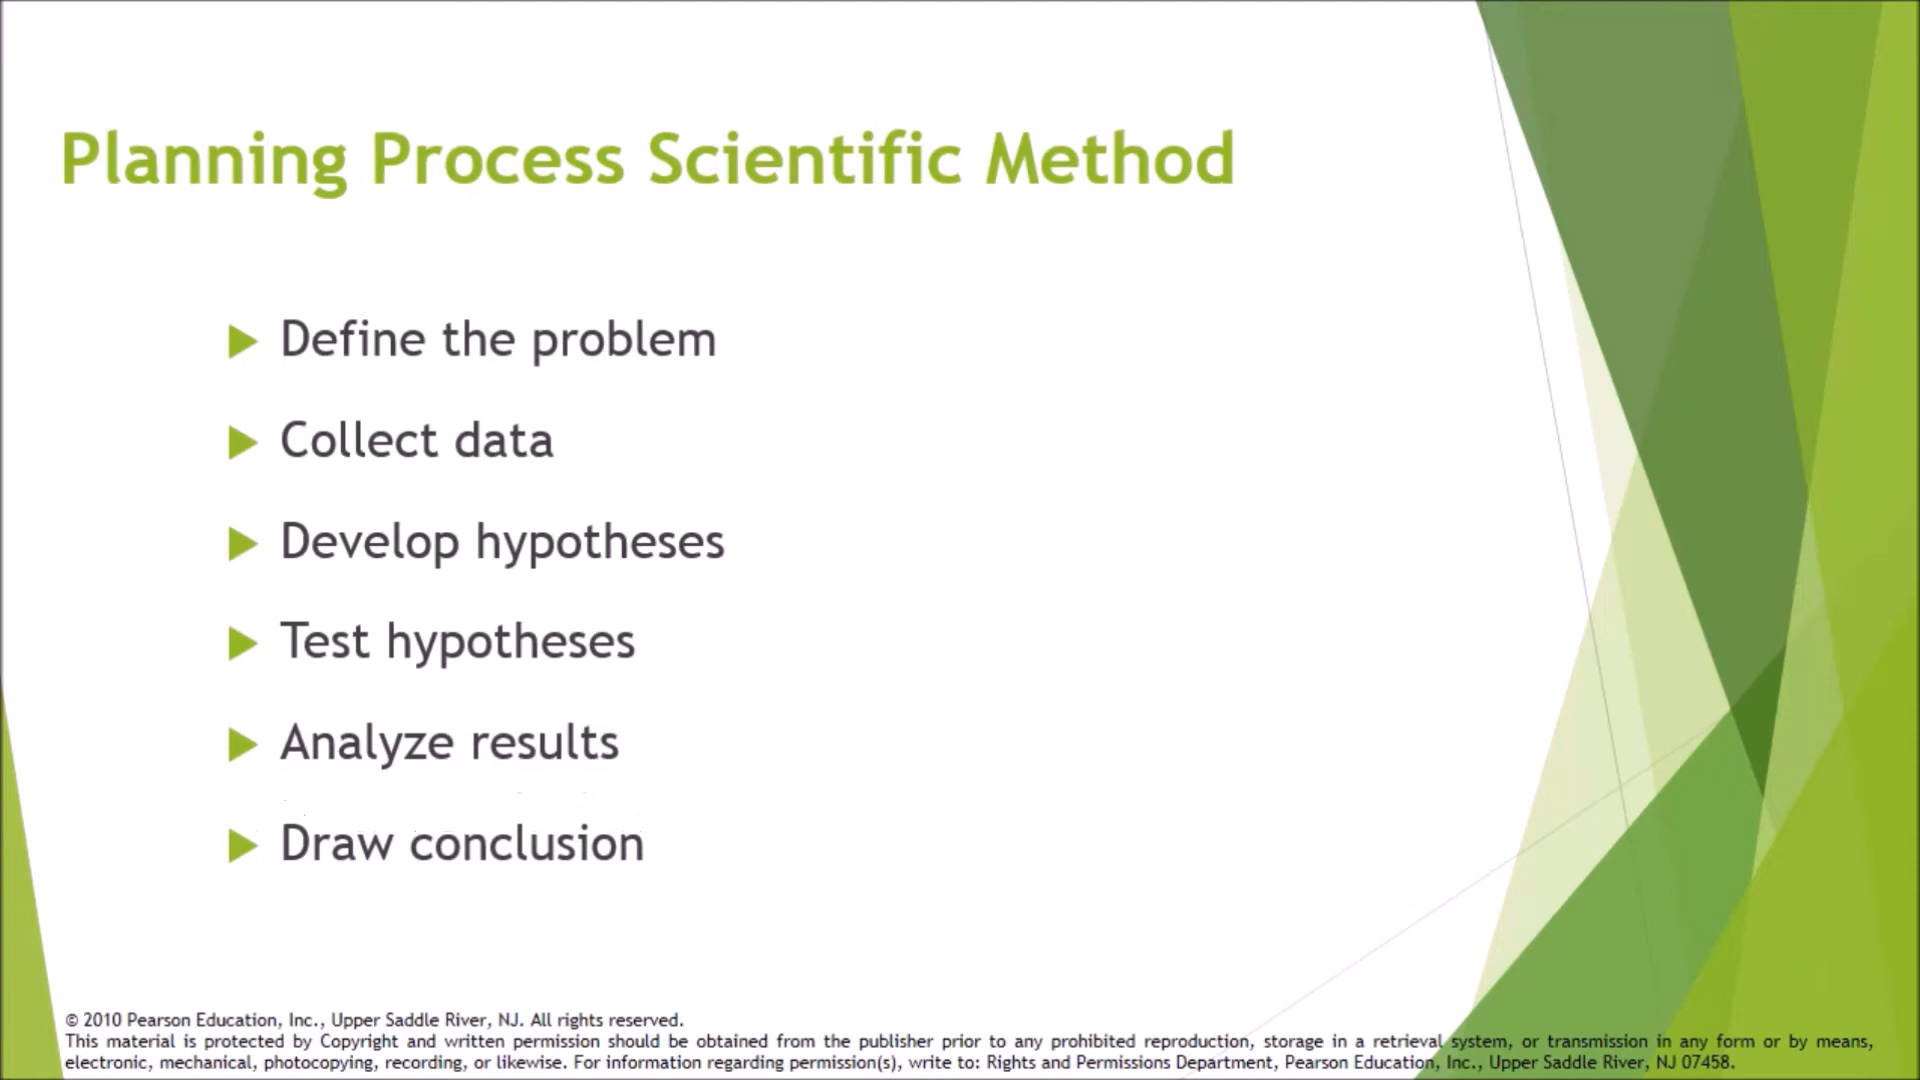 Planning Process Scientific Method
Define the problem
Collect data
Develop hypotheses
Test hypotheses
Analyze results
Draw conclusion
© 2010 Pearson Education, Inc., Upper Saddle River, NJ. All rights reserved.
This material is protected by Copyright and written permission should be obtained from the publisher prior to any prohibited reproduction, storage in a retrieval system, or transmission in any form or by means,
electronic, mechanical, photocopying, recording, or likewise. For information regarding permission(s), write to: Rights and Permissions Department, Pearson Education, Inc., Upper Saddle River, NJ 07458.